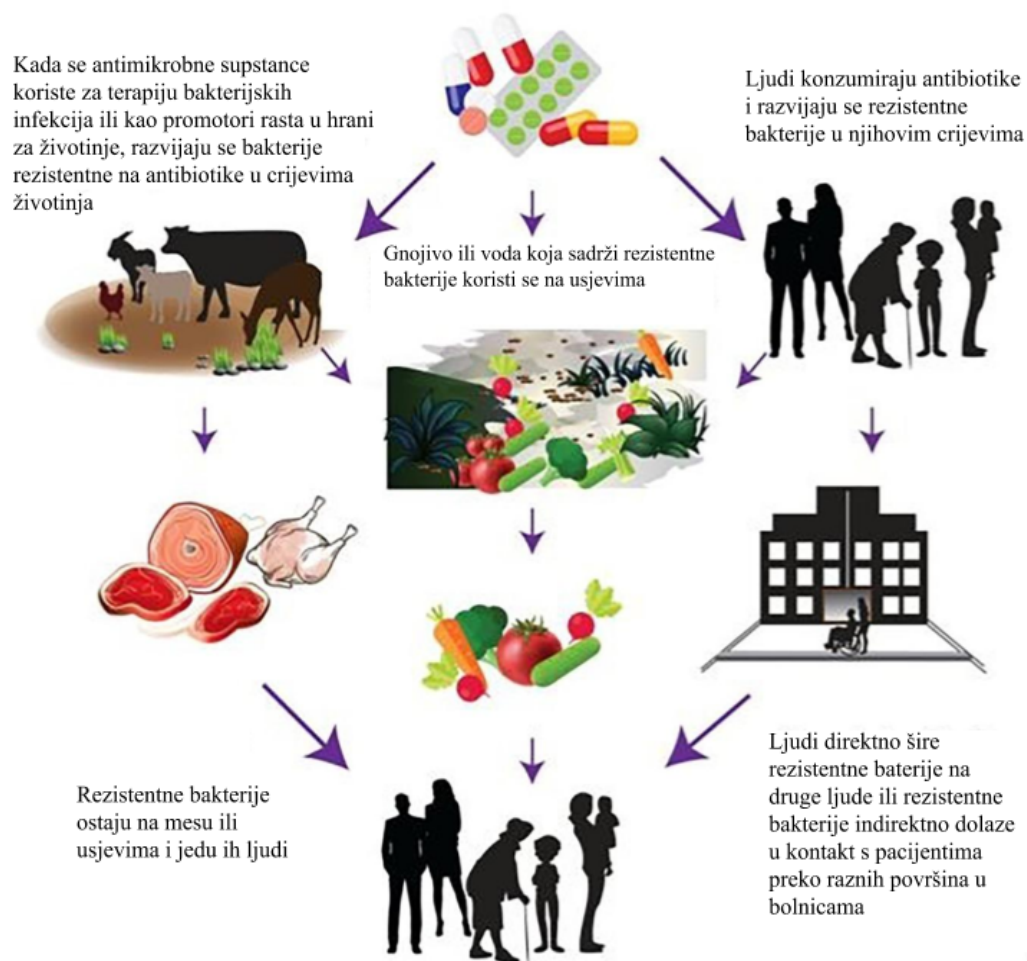 Kada se antimikrobne supstance
koriste za terapiju bakterijskih
infekcija ili kao promotori rasta u hrani
za životinje, razvijaju se bakterije
rezistentne na antibiotike u crijevima
životinja
Ljudi konzumiraju antibiotike
i razvijaju se rezistentne
bakterije u njihovim crijevima
Gnojivo ili voda koja sadrži rezistentne
bakterije koristi se na usjevima
Rezistentne bakterije
ostaju na mesu ili
usjevima i jedu ih ljudi
Ljudi direktno šire
rezistentne baterije na
druge ljude ili rezistentne
bakterije indirektno dolaze
u kontakt s pacijentima
preko raznih površina u
bolnicama